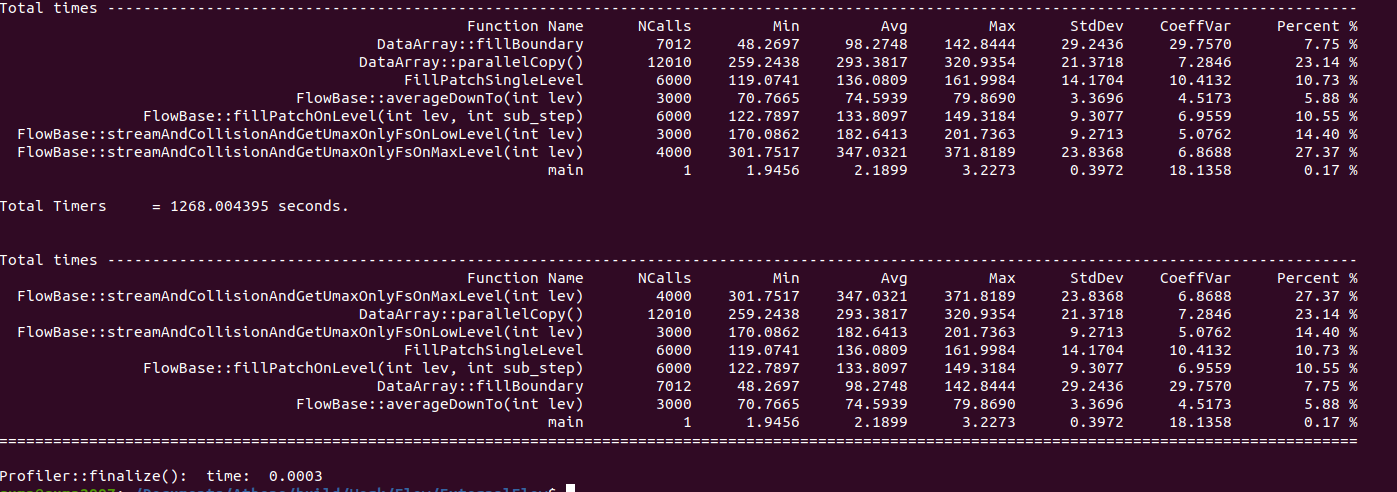 Total times -------------------------------------------------------------------------------------------------------------------------------------------
Function Name NCalls Min Avg Max StdDev CoeffVar Percent %
DataArray::fillBoundary 7012 48.2697 98.2748 142.8444 29.2436 29.7570 7.75 %
DataArray::parallelCopy() 12010 259.2438 293.3817 320.9354 21.3718 7.2846 23.14 %
FillPatchSingleLevel 6000 119.0741 136.0809 161.9984 14.1704 10.4132 10.73 %
FlowBase::averageDownTo(int lev) 3000 70.7665 74.5939 79.8690 3.3696 4.5173 5.88 %
FlowBase::fillPatchOnLevel(int lev, int sub_step) 6000 122.7897 133.8097 149.3184 9.3077 6.9559 10.55 %
FlowBase::streamAndCollisionAndGetUmaxOnlyFsOnLowLevel(int lev) 3000 170.0862 182.6413 201.7363 9.2713 5.0762 14.40 %
FlowBase::streamAndCollisionAndGetUmaxOnlyFsOnMaxLevel(int lev) 4000 301.7517 347.0321 371.8189 23.8368 6.8688 27.37 %
main 1 1.9456 2.1899 3.2273 0.3972 18.1358 0.17 %
Total Timers = 1268.004395 seconds.
Total times -------------------------------------------------------------------------------------------------------------------------------------------
Function Name NCalls Min Avg Max StdDev CoeffVar Percent %
FlowBase::streamAndCollisionAndGetUmaxOnlyFsOnMaxLevel(int lev) 4000 301.7517 347.0321 371.8189 23.8368 6.8688 27.37 %
DataArray::parallelCopy() 12010 259.2438 293.3817 320.9354 21.3718 7.2846 23.14 %
FlowBase::streamAndCollisionAndGetUmaxOnlyFsOnLowLevel(int lev) 3000 170.0862 182.6413 201.7363 9.2713 5.0762 14.40 %
FillPatchSingleLevel 6000 119.0741 136.0809 161.9984 14.1704 10.4132 10.73 %
FlowBase::fillPatchOnLevel(int lev, int sub_step) 6000 122.7897 133.8097 149.3184 9.3077 6.9559 10.55 %
DataArray::fillBoundary 7012 48.2697 98.2748 142.8444 29.2436 29.7570 7.75 %
FlowBase::averageDownTo(int lev) 3000 70.7665 74.5939 79.8690 3.3696 4.5173 5.88 %
main 1 1.9456 2.1899 3.2273 0.3972 18.1358 0.17 %
=======================================================================================================================================================
Profiler::finalize(): time: 0.0003